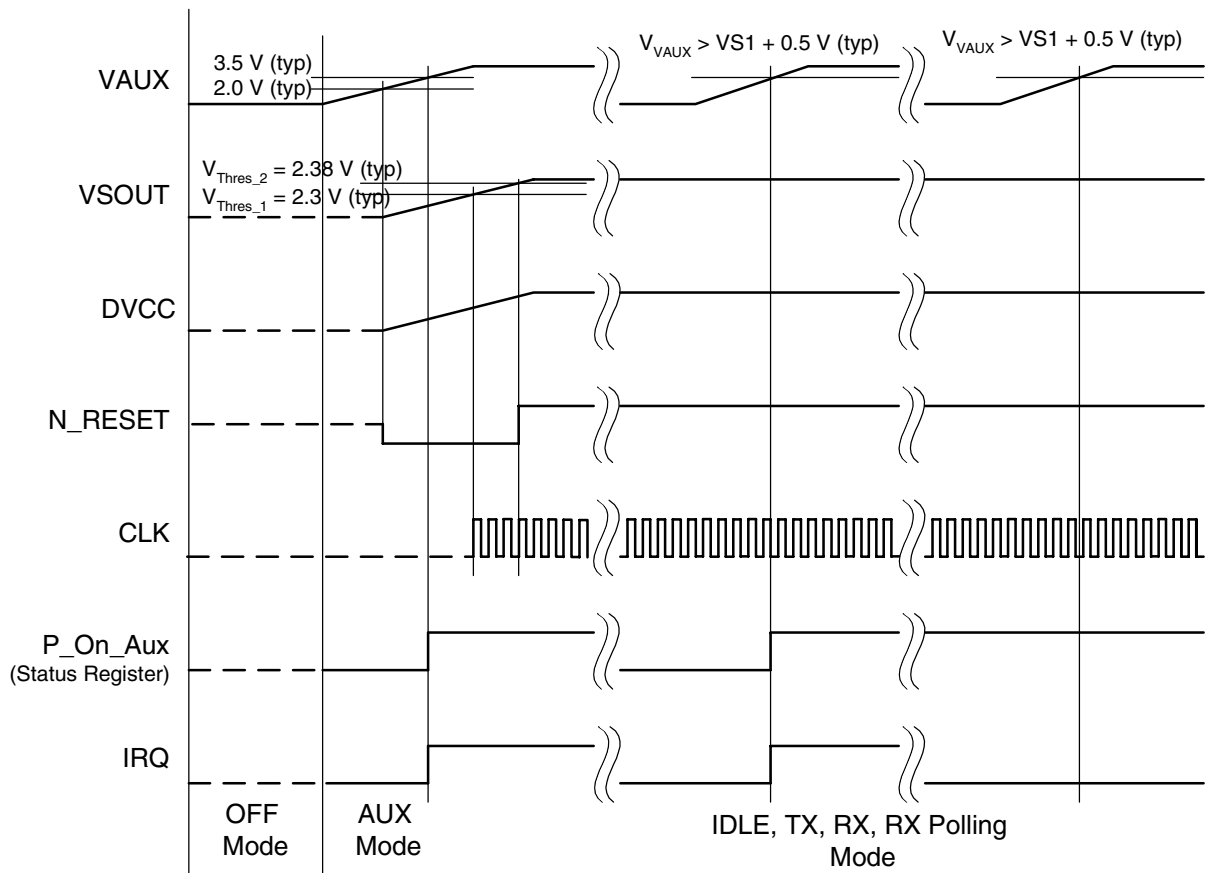 V_VAUX > VS1 + 0.5 V (typ)
V_VAUX > VS1 + 0.5 V (typ)
3.5 V (typ)
VAUX
2.0 V (typ)
V_Thres_2 = 2.38 V (typ)
VSOUT
V_Thres_1 = 2.3 V (typ)
DVCC
N_RESET
CLK
P_On_Aux
(Status Register)
IRQ
OFF
Mode
AUX
Mode
IDLE, TX, RX, RX Polling
Mode